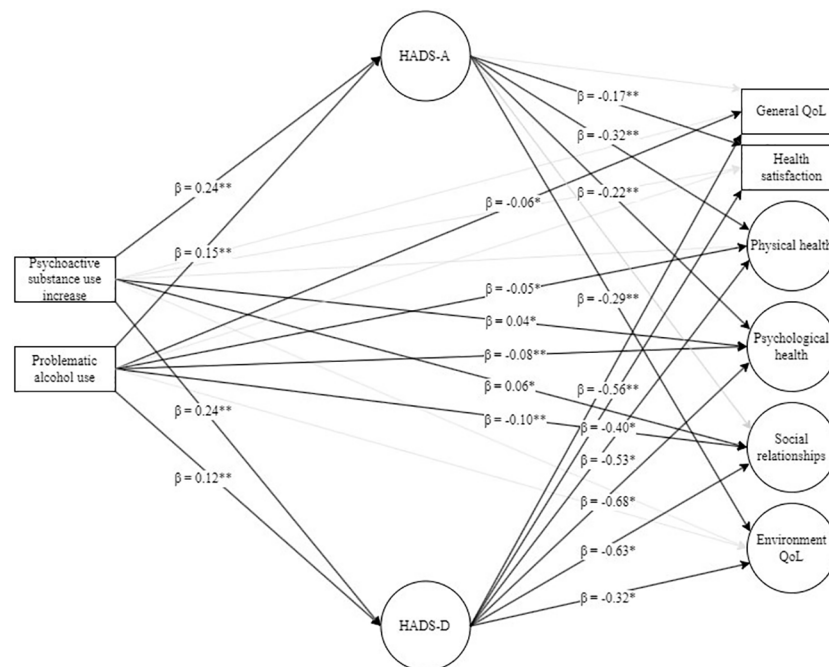 HADS-A
General QoL
Health
satisfaction
Physical health
Psychological
health
Social
relationships
Environment
QoL
HADS-D
Psychoactive
substance use
increase
Problematic
alcohol use
β = 0.24**
β = 0.15**
β = 0.24**
β = 0.12**
β = -0.06*
β = -0.05*
β = 0.04*
β = -0.08**
β = 0.06*
β = -0.10**
β = -0.17**
β = -0.32**
β = -0.22**
β = -0.29**
β = -0.56**
β = -0.40*
β = -0.53*
β = -0.68*
β = -0.63*
β = -0.32*